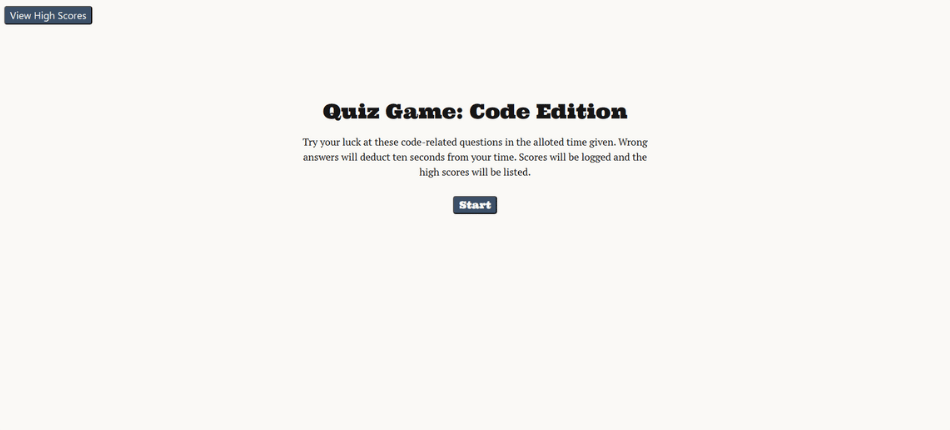 View High Scores
Quiz Game: Code Edition
Try your luck at these code-related questions in the alloted time given. Wrong
answers will deduct ten seconds from your time. Scores will be logged and the
high scores will be listed.
Start